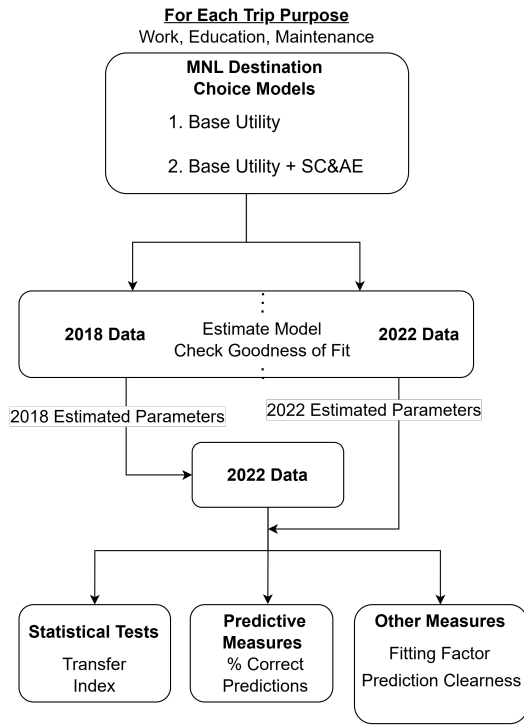 For Each Trip Purpose
Work, Education, Maintenance
MNL Destination
Choice Models
1. Base Utility
2. Base Utility + SC&AE
2018 Data
Estimate Model
Check Goodness of Fit
2022 Data
2018 Estimated Parameters
2022 Estimated Parameters
2022 Data
Statistical Tests
Transfer
Index
Predictive
Measures
% Correct
Predictions
Other Measures
Fitting Factor
Prediction Clearness